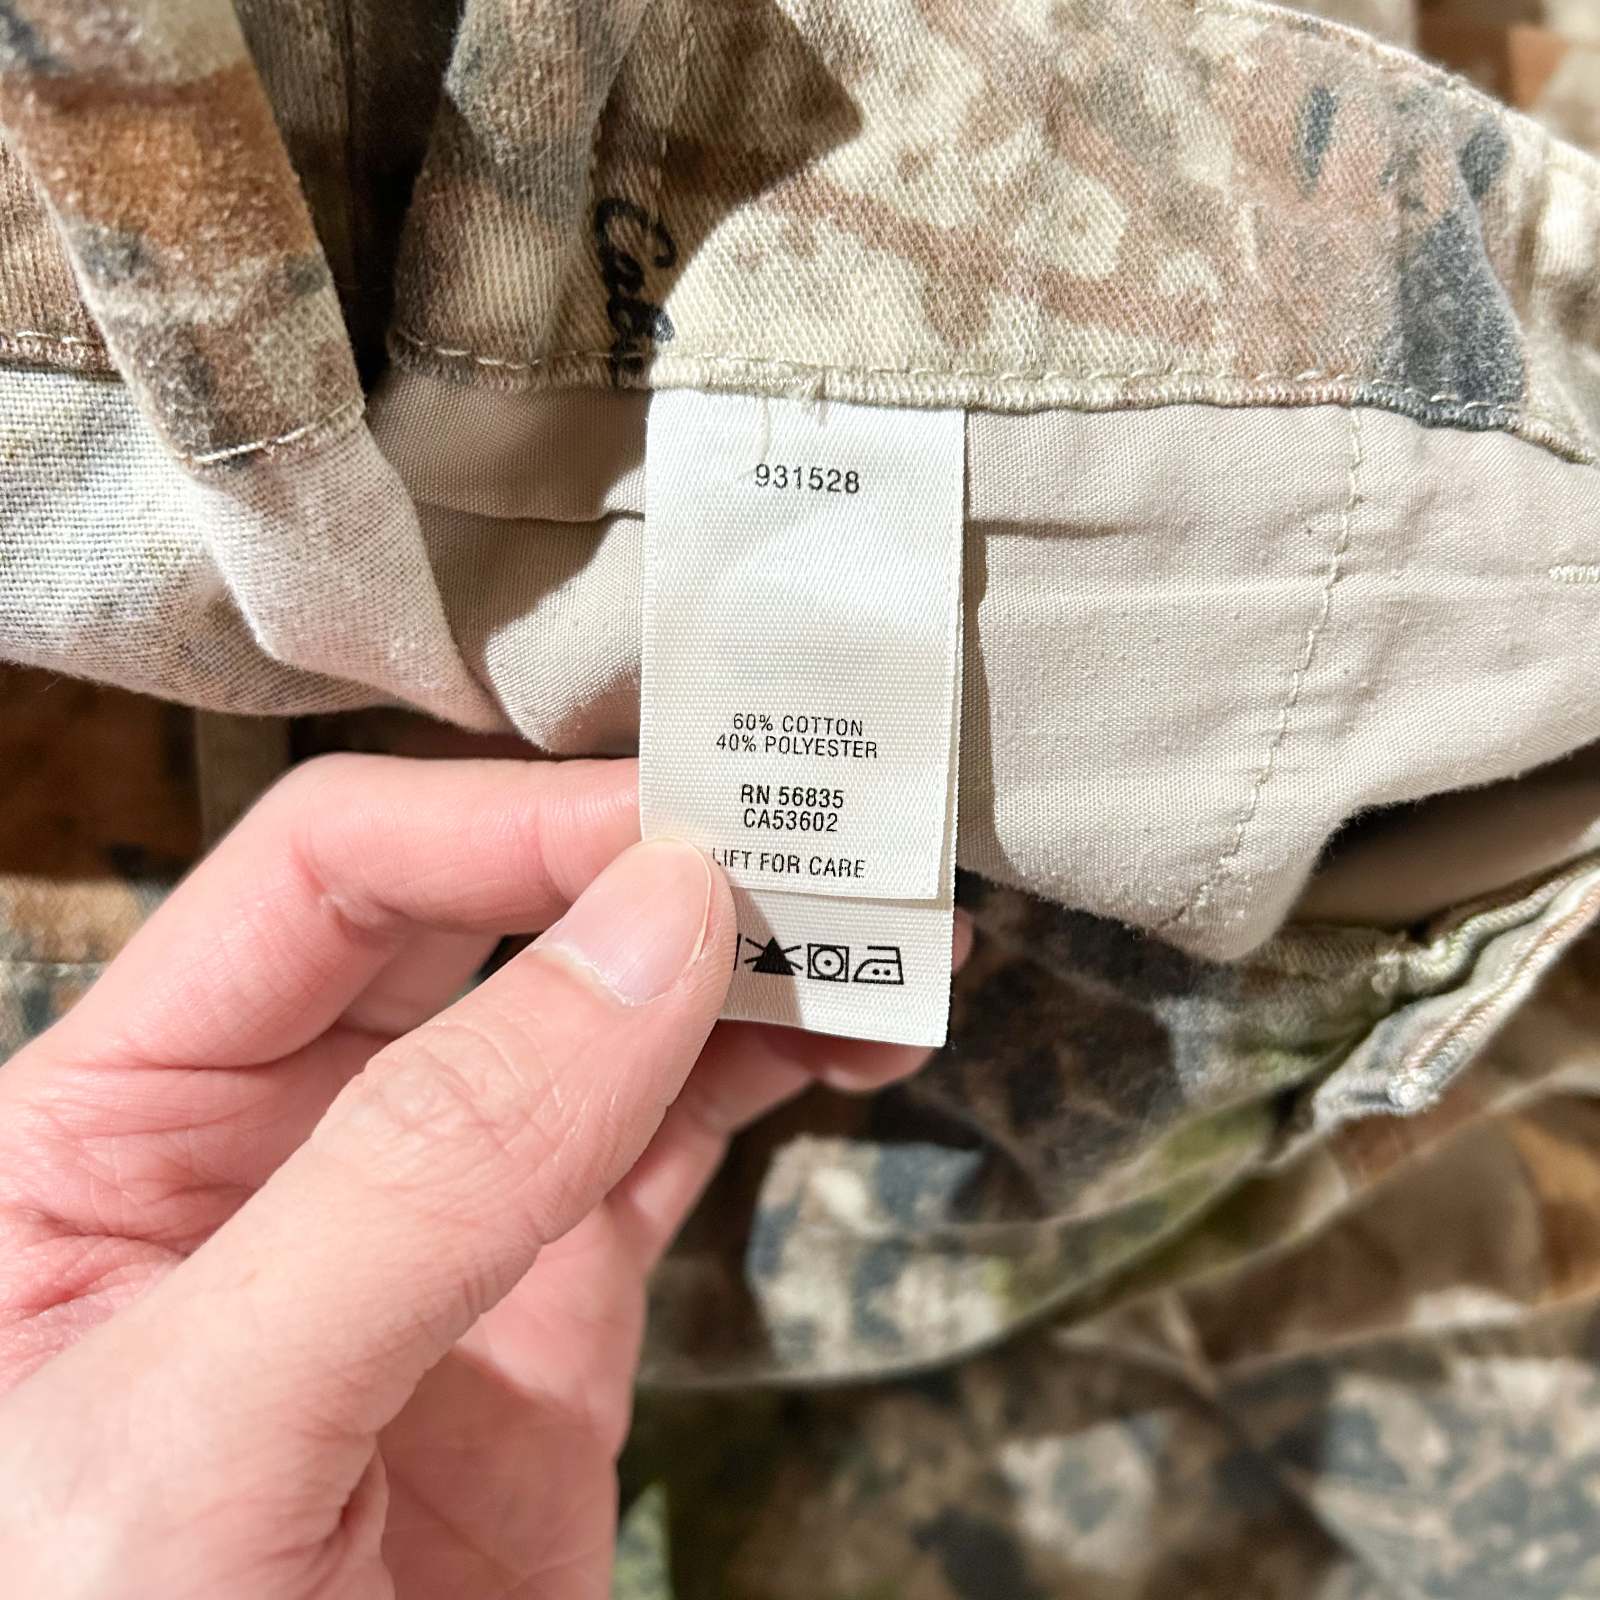 931528
60% COTTON
40% POLYESTER
RN 56835
CA53602
LIFT FOR CARE